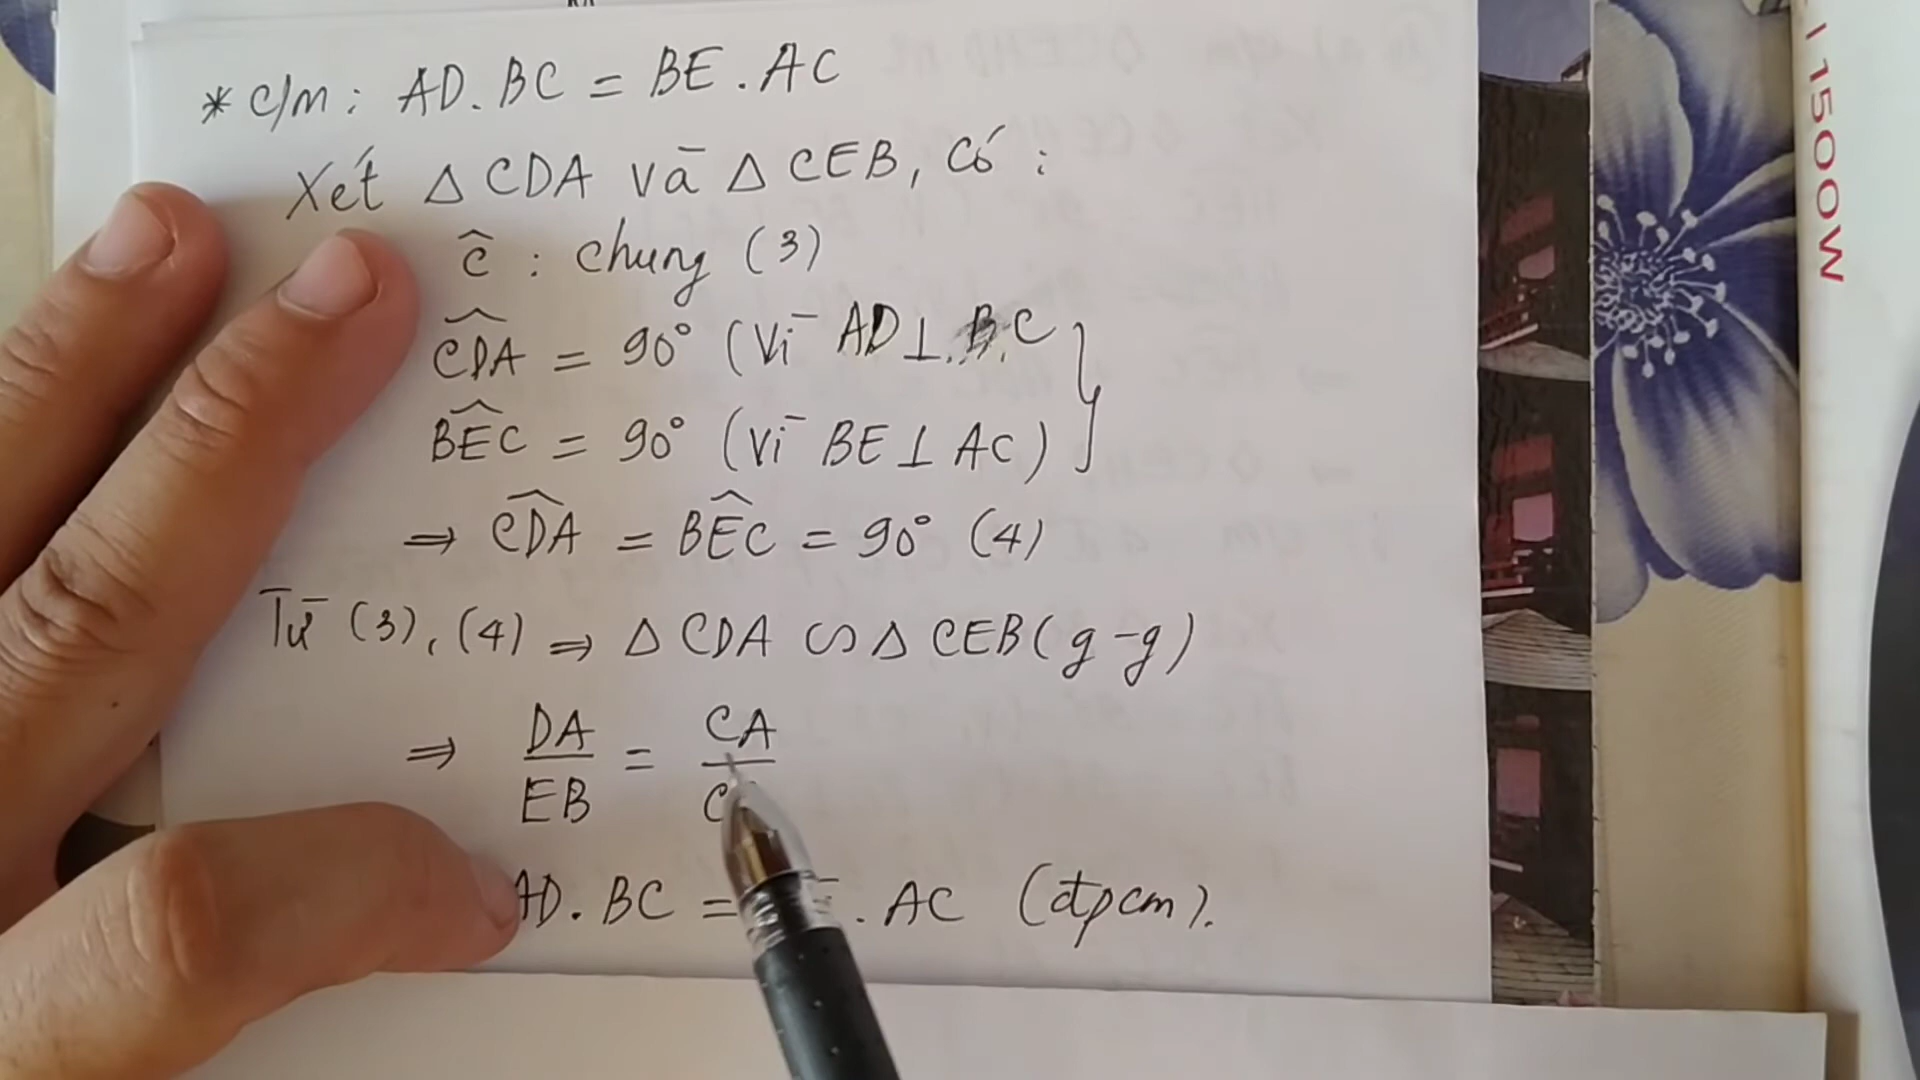 * c/m : AD . BC = BE . AC
Xét Δ CDA và Δ CEB, có :
ĉ : chung (3)
CDA = 90° (Vì AD ⊥ BC
BEC = 90° (Vì BE ⊥ AC)
⇒ CDA = BEC = 90° (4)
Từ (3), (4) ⇒ Δ CDA ∽ Δ CEB (g-g)
⇒ DA/EB = CA/C
AD . BC = . AC (đpcm).
1500W